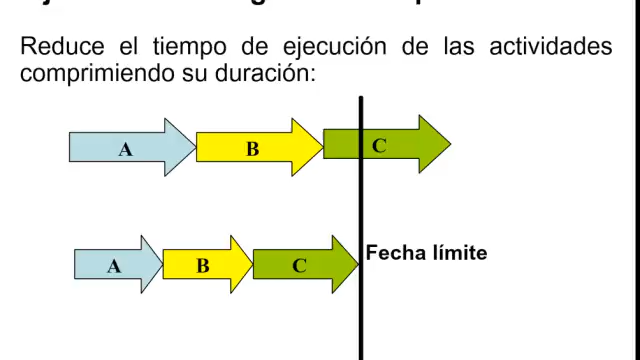 Reduce el tiempo de ejecución de las actividades
comprimiendo su duración:
A B C
Fecha límite
A B C